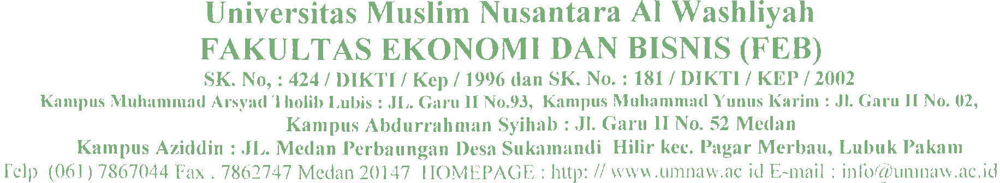 Universitas Muslim Nusantara Al Washliyah
FAKULTAS EKONOMI DAN BISNIS (FEB)
SK. No, : 424 / DIKTI / Kep / 1996 dan SK. No. : 181 / DIKTI / KEP / 2002
Kampus Muhammad Arsyad Tholib Lubis : JL. Garu II No.93, Kampus Muhammad Yunus Karim : Jl. Garu II No. 02,
Kampus Abdurrahman Syihab : Jl. Garu II No. 52 Medan
Kampus Aziddin : JL. Medan Perbaungan Desa Sukamandi Hilir kec. Pagar Merbau, Lubuk Pakam
Telp (061) 7867044 Fax . 7862747 Medan 20147 HOMEPAGE : http: // www.umnaw.ac id E-mail : info@umnaw.ac.id